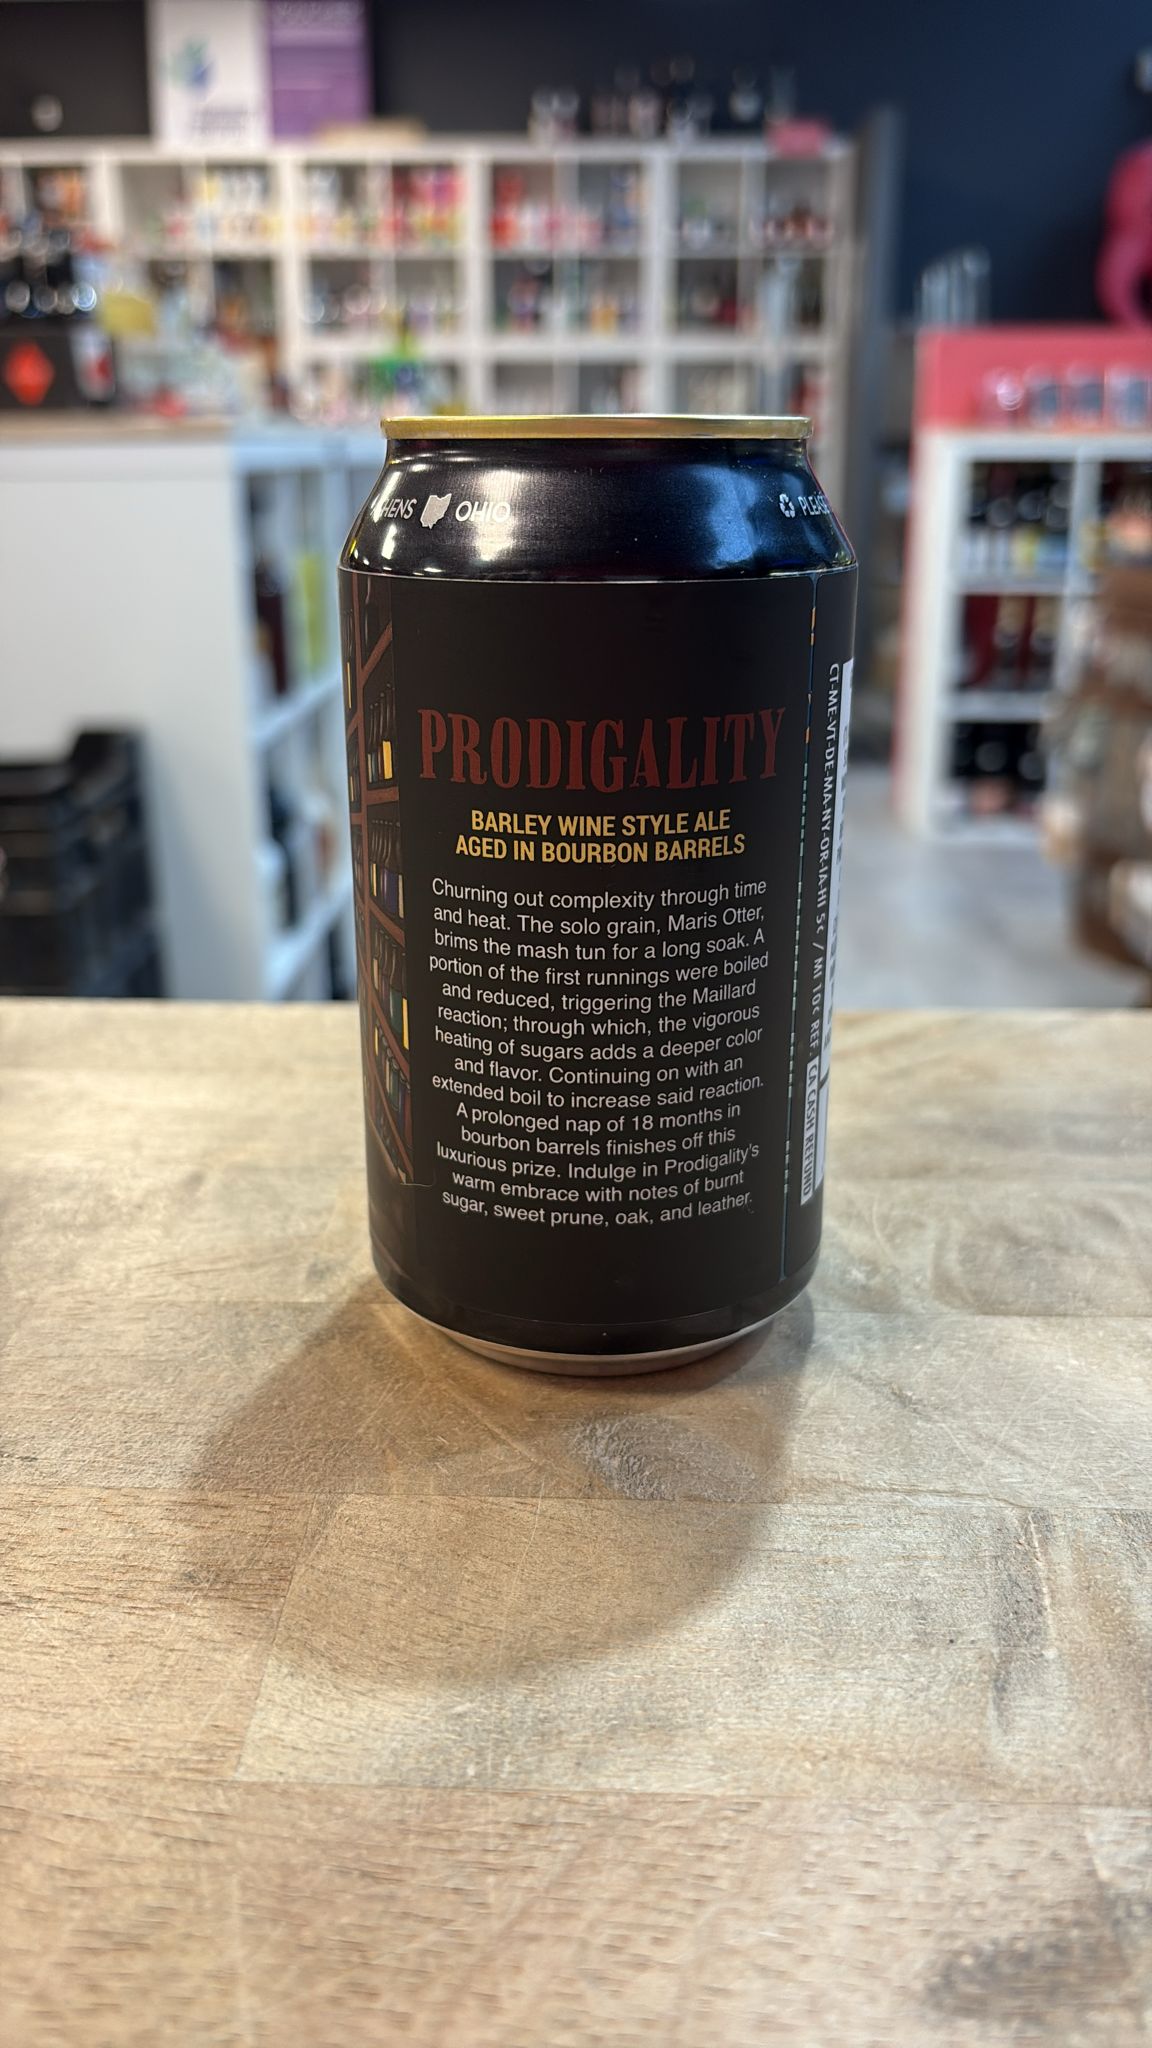 OHIO
PLEASE
PRODIGALITY
BARLEY WINE STYLE ALE
AGED IN BOURBON BARRELS
Churning out complexity through time
and heat. The solo grain, Maris Otter,
brims the mash tun for a long soak. A
portion of the first runnings were boiled
and reduced, triggering the Maillard
reaction; through which, the vigorous
heating of sugars adds a deeper color
and flavor. Continuing on with an
extended boil to increase said reaction.
A prolonged nap of 18 months in
bourbon barrels finishes off this
luxurious prize. Indulge in Prodigality's
warm embrace with notes of burnt
sugar, sweet prune, oak, and leather.
CT-ME-VT-DE-MA-NY-OR-IA-HI 5¢ / MI 10¢ REF. CA CASH REFUND